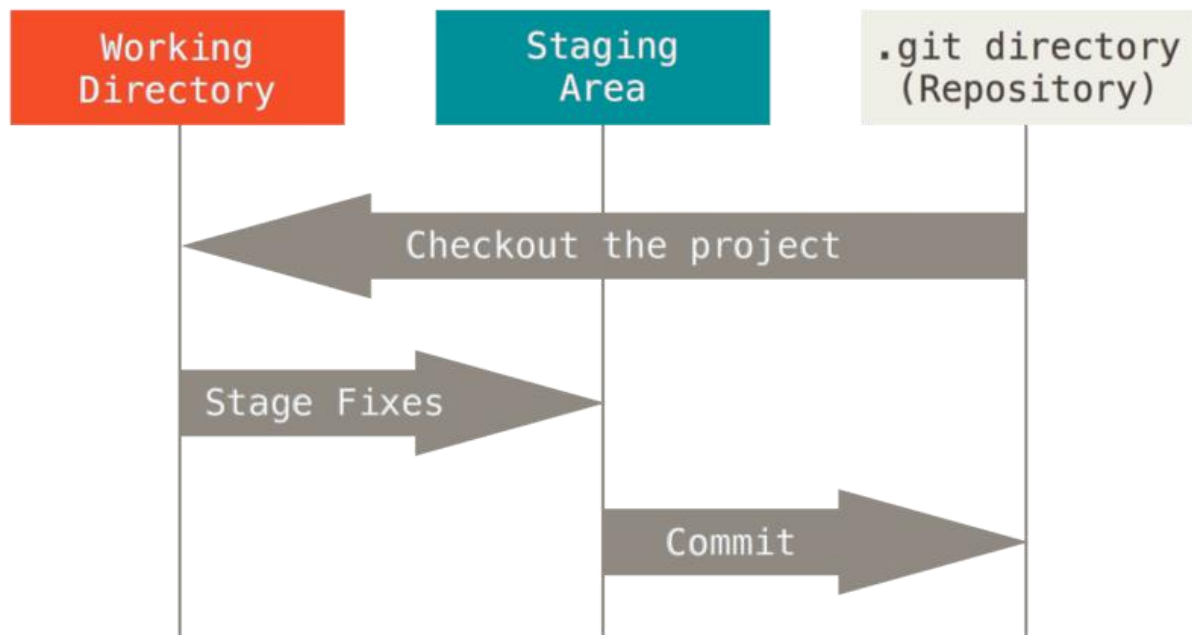 Working
Directory
Staging
Area
.git directory
(Repository)
Checkout the project
Stage Fixes
Commit